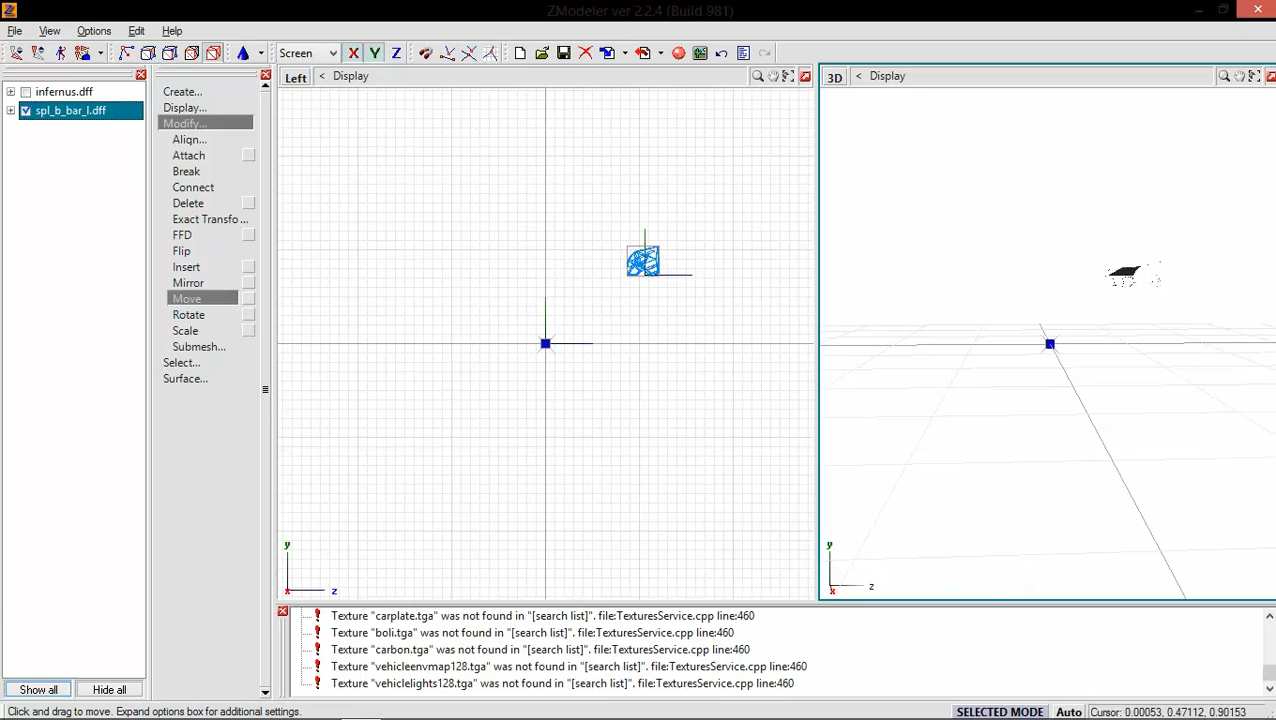 ZModeler ver 2.2.4 (Build 981)
File View Options Edit Help
Screen X Y Z
infernus.dff
spl_b_bar_l.dff
Show all Hide all
Create...
Display...
Modify...
Align...
Attach
Break
Connect
Delete
Exact Transfo ...
FFD
Flip
Insert
Mirror
Move
Rotate
Scale
Submesh...
Select...
Surface...
Left < Display
y
x z
3D < Display
y
x z
Texture "carplate.tga" was not found in "[search list]". file:TexturesService.cpp line:460
Texture "boli.tga" was not found in "[search list]". file:TexturesService.cpp line:460
Texture "carbon.tga" was not found in "[search list]". file:TexturesService.cpp line:460
Texture "vehicleenvmap128.tga" was not found in "[search list]". file:TexturesService.cpp line:460
Texture "vehiclelights128.tga" was not found in "[search list]". file:TexturesService.cpp line:460
Click and drag to move. Expand options box for additional settings. SELECTED MODE Auto Cursor: 0.00053, 0.47112, 0.90153